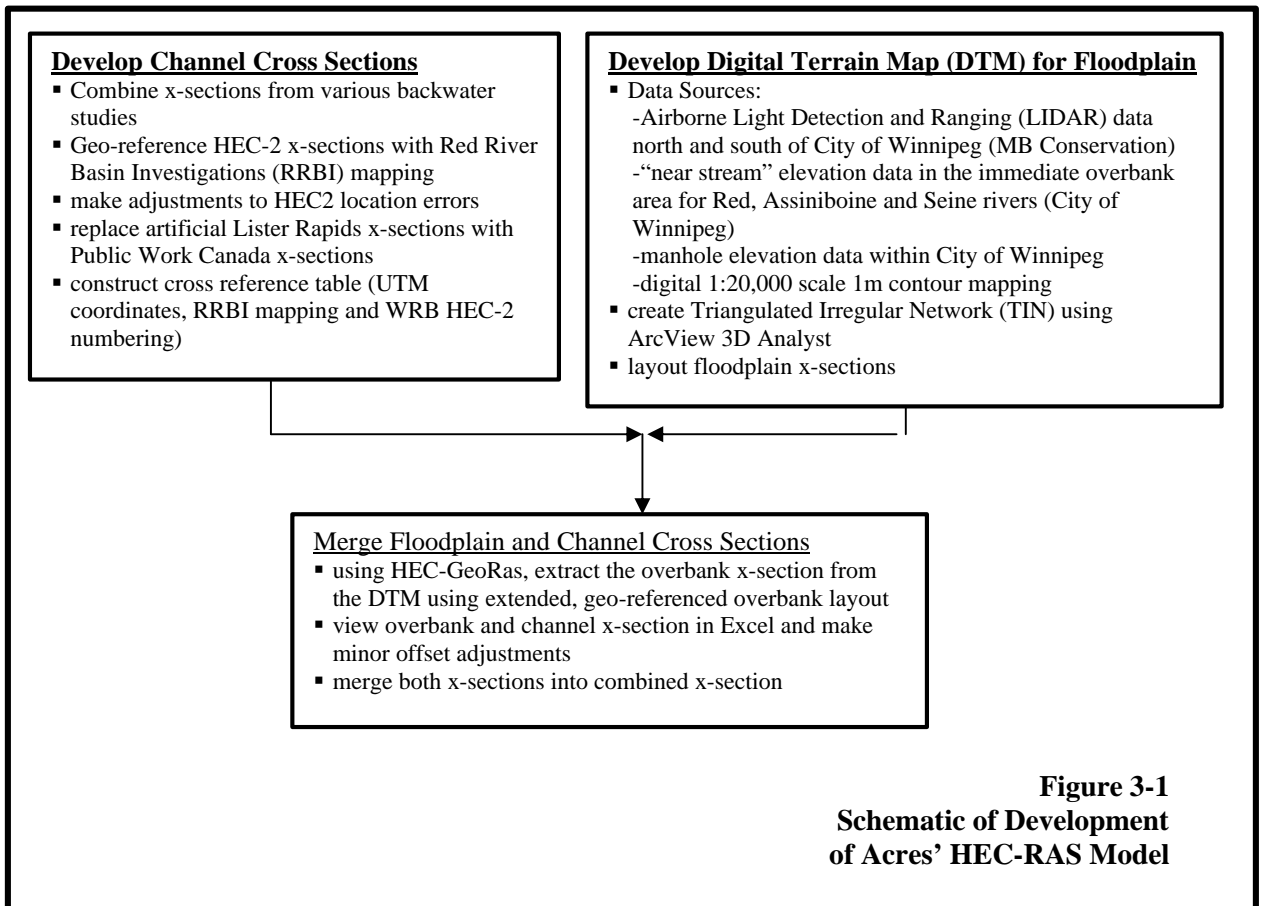 Develop Channel Cross Sections
▪ Combine x-sections from various backwater
studies
▪ Geo-reference HEC-2 x-sections with Red River
Basin Investigations (RRBI) mapping
▪ make adjustments to HEC2 location errors
▪ replace artificial Lister Rapids x-sections with
Public Work Canada x-sections
▪ construct cross reference table (UTM
coordinates, RRBI mapping and WRB HEC-2
numbering)
Develop Digital Terrain Map (DTM) for Floodplain
▪ Data Sources:
-Airborne Light Detection and Ranging (LIDAR) data
north and south of City of Winnipeg (MB Conservation)
-“near stream” elevation data in the immediate overbank
area for Red, Assiniboine and Seine rivers (City of
Winnipeg)
-manhole elevation data within City of Winnipeg
-digital 1:20,000 scale 1m contour mapping
▪ create Triangulated Irregular Network (TIN) using
ArcView 3D Analyst
▪ layout floodplain x-sections
Merge Floodplain and Channel Cross Sections
▪ using HEC-GeoRas, extract the overbank x-section from
the DTM using extended, geo-referenced overbank layout
▪ view overbank and channel x-section in Excel and make
minor offset adjustments
▪ merge both x-sections into combined x-section
Figure 3-1
Schematic of Development
of Acres’ HEC-RAS Model